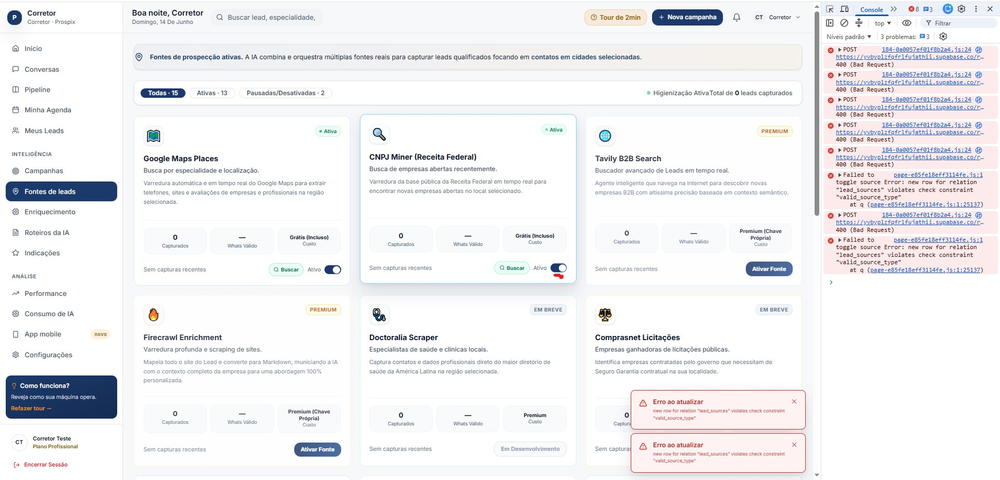 P
Corretor
Corretor · Prospix
Início
Conversas
Pipeline
Minha Agenda
Meus Leads
INTELIGÊNCIA
Campanhas
Fontes de leads
Enriquecimento
Roteiros da IA
Indicações
ANÁLISE
Performance
Consumo de IA
App mobile
novo
Configurações
Como funciona?
Reveja como sua máquina opera.
Refazer tour →
CT
Corretor Teste
Plano Profissional
Encerrar Sessão
Boa noite, Corretor
Domingo, 14 De Junho
Buscar lead, especialidade,
Tour de 2min
+ Nova campanha
CT
Corretor
Fontes de prospecção ativas. A IA combina e orquestra múltiplas fontes reais para capturar leads qualificados focando em contatos em cidades selecionadas.
Todas · 15
Ativas · 13
Pausadas/Desativadas · 2
Higienização Ativa
Total de 0 leads capturados
Ativa
Google Maps Places
Busca por especialidade e localização.
Varredura automática e em tempo real do Google Maps para extrair
telefones, sites e avaliações de empresas e profissionais na região
selecionada.
0
Capturados
—
Whats Válido
Grátis (Incluso)
Custo
Sem capturas recentes
Buscar
Ativo
Ativa
CNPJ Miner (Receita Federal)
Busca de empresas abertas recentemente.
Varredura da base pública da Receita Federal em tempo real para
encontrar novas empresas abertas no local selecionado.
0
Capturados
—
Whats Válido
Grátis (Incluso)
Custo
Sem capturas recentes
Buscar
Ativo
PREMIUM
Tavily B2B Search
Buscador avançado de Leads em tempo real.
Agente inteligente que navega na internet para descobrir novas
empresas B2B com altíssima precisão baseada em contexto semântico.
0
Capturados
—
Whats Válido
Premium (Chave
Própria)
Custo
Sem capturas recentes
Ativar Fonte
PREMIUM
Firecrawl Enrichment
Varredura profunda e scraping de sites.
Mapeia todo o site do Lead e converte para Markdown, municiando a IA
com o contexto completo da empresa para uma abordagem 100%
personalizada.
0
Capturados
—
Whats Válido
Premium (Chave
Própria)
Custo
Sem capturas recentes
Ativar Fonte
EM BREVE
Doctoralia Scraper
Especialistas de saúde e clínicas locais.
Captura contatos e dados profissionais direto do maior diretório de
saúde da América Latina na região selecionada.
0
Capturados
—
Whats Válido
Premium
Custo
Sem capturas recentes
Em Desenvolvimento
EM BREVE
Comprasnet Licitações
Empresas ganhadoras de licitações públicas.
Identifica empresas contratadas pelo governo que necessitam de
Seguro Garantia contratual na sua localidade.
0
Captura
Sem capturas
Erro ao atualizar
new row for relation "lead_sources" violates check constraint
"valid_source_type"
Erro ao atualizar
new row for relation "lead_sources" violates check constraint
"valid_source_type"
Console
8
3
top
Filtrar
Níveis padrão
3 problemas:
3
POST 184-0a0057ef01f8b2a4.js:24
https://yvbyplzfqfrlfujathii.supabase.co/r…
400 (Bad Request)
POST 184-0a0057ef01f8b2a4.js:24
https://yvbyplzfqfrlfujathii.supabase.co/r…
400 (Bad Request)
POST 184-0a0057ef01f8b2a4.js:24
https://yvbyplzfqfrlfujathii.supabase.co/r…
400 (Bad Request)
POST 184-0a0057ef01f8b2a4.js:24
https://yvbyplzfqfrlfujathii.supabase.co/r…
400 (Bad Request)
POST 184-0a0057ef01f8b2a4.js:24
https://yvbyplzfqfrlfujathii.supabase.co/r…
400 (Bad Request)
Failed to page-e85fe18eff3114fe.js:1
toggle source Error: new row for relation
"lead_sources" violates check constraint
"valid_source_type"
at q (page-e85fe18eff3114fe.js:1:25137)
POST 184-0a0057ef01f8b2a4.js:24
https://yvbyplzfqfrlfujathii.supabase.co/r…
400 (Bad Request)
Failed to page-e85fe18eff3114fe.js:1
toggle source Error: new row for relation
"lead_sources" violates check constraint
"valid_source_type"
at q (page-e85fe18eff3114fe.js:1:25137)